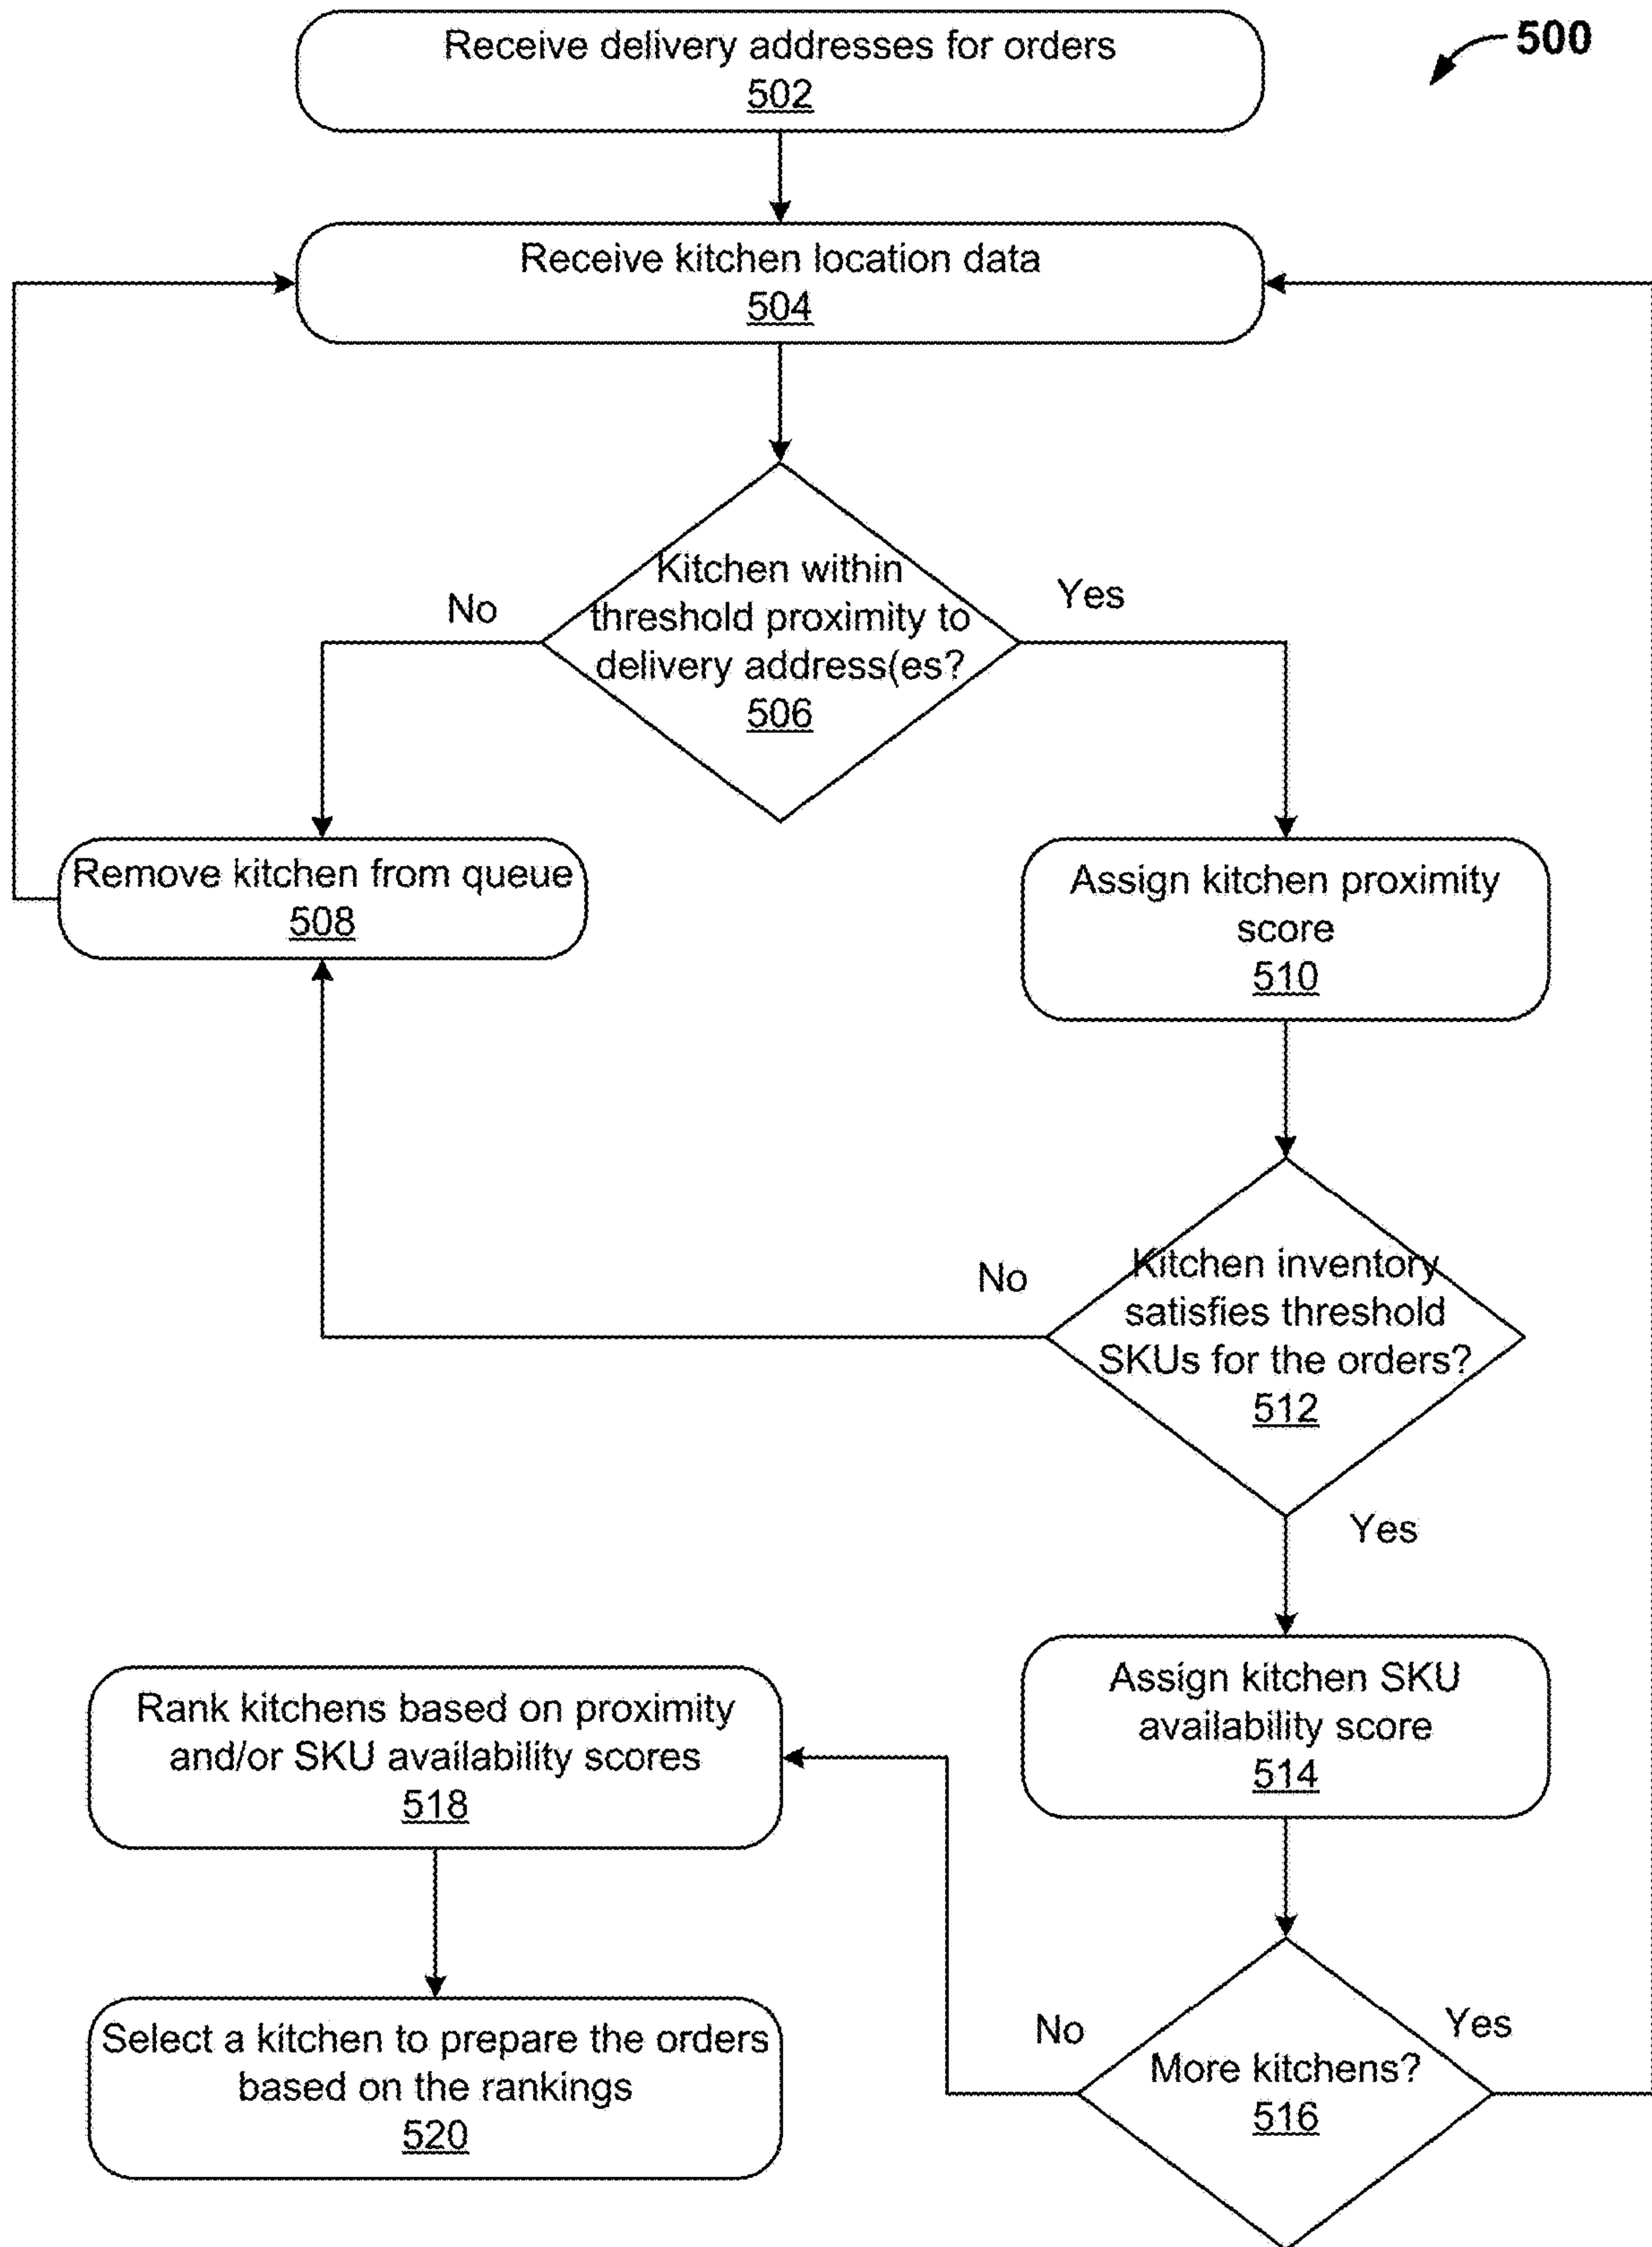 Receive delivery addresses for orders
502
500
Receive kitchen location data
504
Kitchen within
threshold proximity to
delivery address(es?
506
No
Yes
Remove kitchen from queue
508
Assign kitchen proximity
score
510
Kitchen inventory
satisfies threshold
SKUs for the orders?
512
No
Yes
Assign kitchen SKU
availability score
514
Rank kitchens based on proximity
and/or SKU availability scores
518
More kitchens?
516
No
Yes
Select a kitchen to prepare the orders
based on the rankings
520